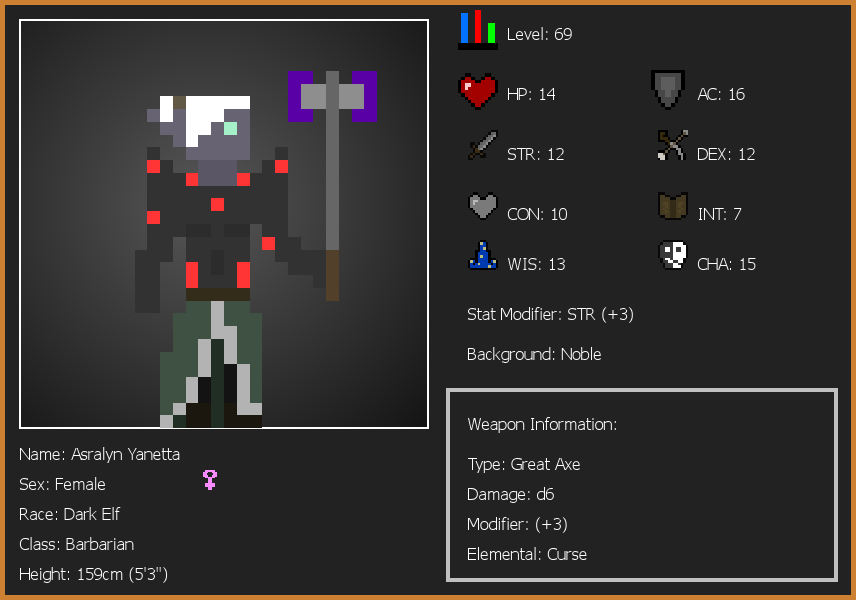 Level: 69
HP: 14
AC: 16
STR: 12
DEX: 12
CON: 10
INT: 7
WIS: 13
CHA: 15
Stat Modifier: STR (+3)
Background: Noble
Weapon Information:
Type: Great Axe
Damage: d6
Modifier: (+3)
Elemental: Curse
Name: Asralyn Yanetta
Sex: Female
Race: Dark Elf
Class: Barbarian
Height: 159cm (5'3")